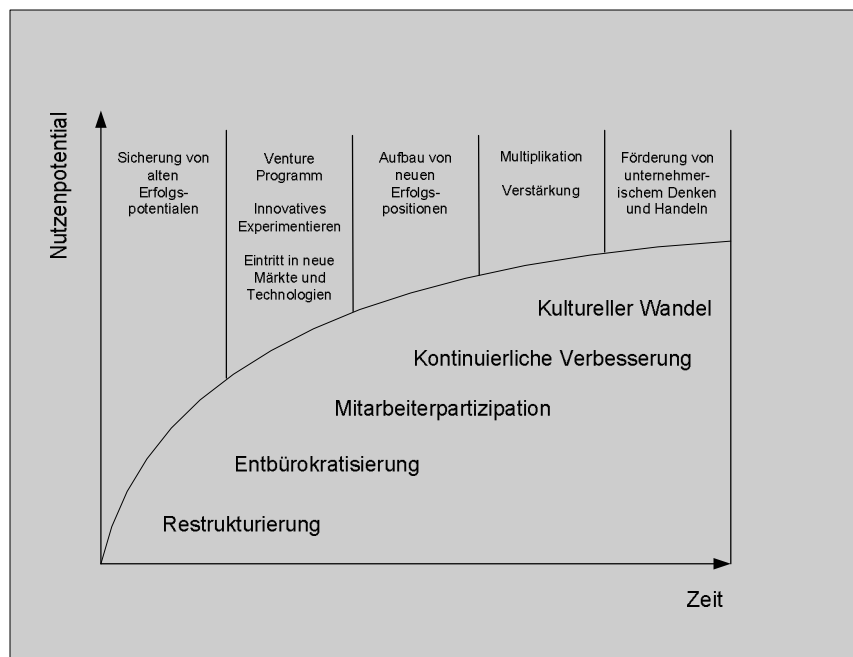 Nutzenpotential
Sicherung von
alten
Erfolgs-
potentialen
Venture
Programm
Innovatives
Experimentieren
Eintritt in neue
Märkte und
Technologien
Aufbau von
neuen
Erfolgs-
positionen
Multiplikation
Verstärkung
Förderung von
unternehmer-
ischem Denken
und Handeln
Kultureller Wandel
Kontinuierliche Verbesserung
Mitarbeiterpartizipation
Entbürokratisierung
Restrukturierung
Zeit